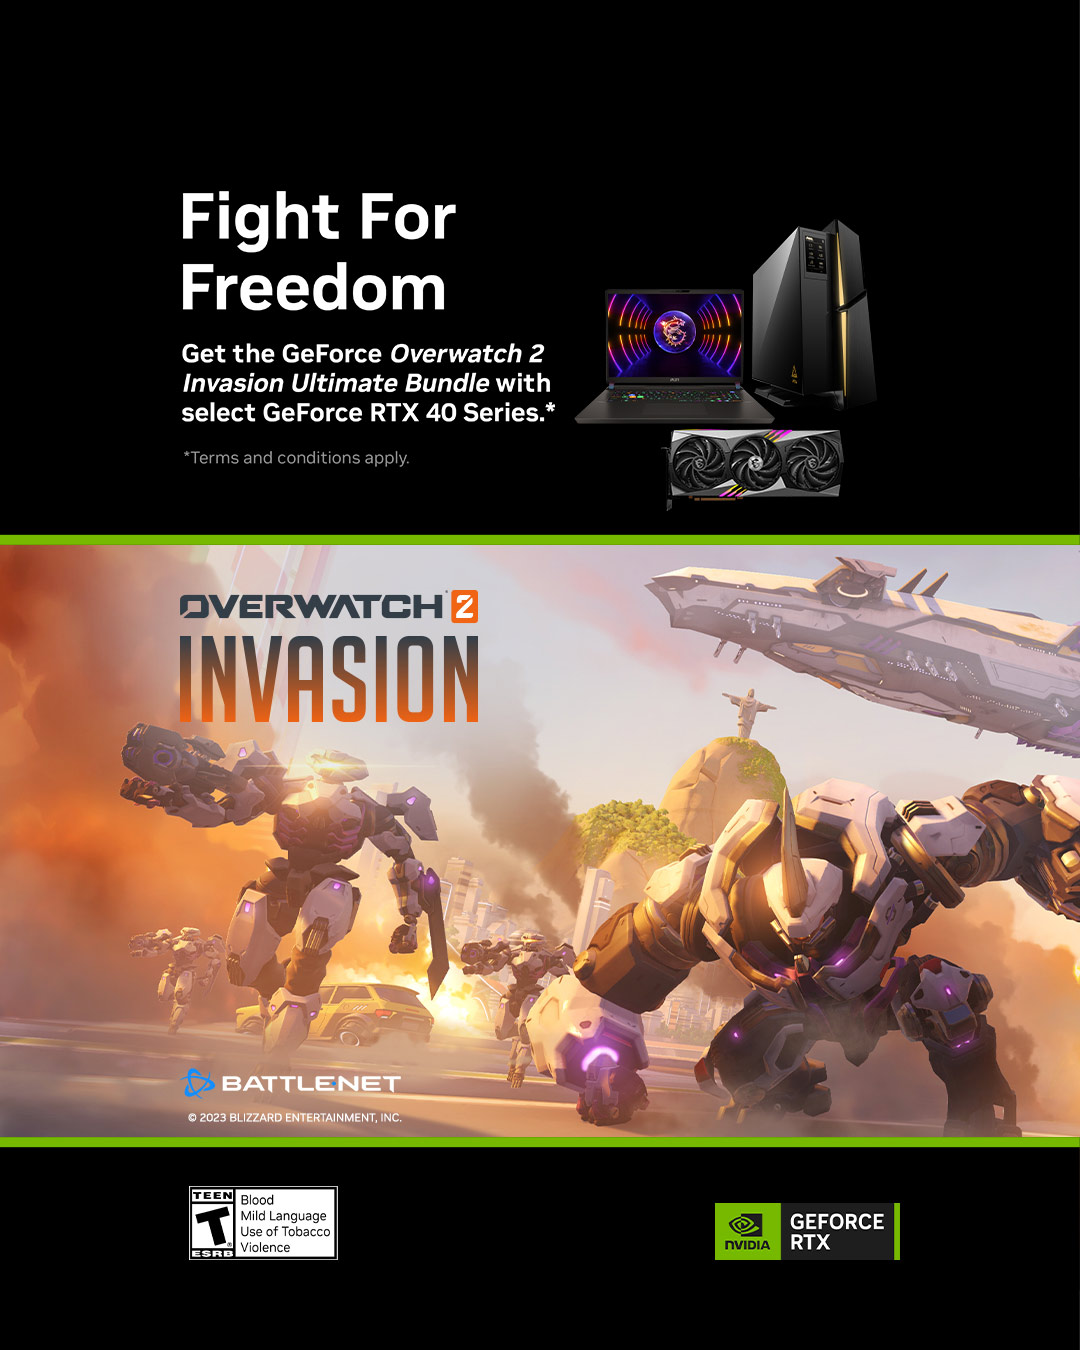 Fight For
Freedom
Get the GeForce Overwatch 2
Invasion Ultimate Bundle with
select GeForce RTX 40 Series.*
*Terms and conditions apply.
OVERWATCH 2
INVASION
BATTLE.NET
© 2023 BLIZZARD ENTERTAINMENT, INC.
TEEN
T
ESRB
Blood
Mild Language
Use of Tobacco
Violence
NVIDIA
GEFORCE
RTX